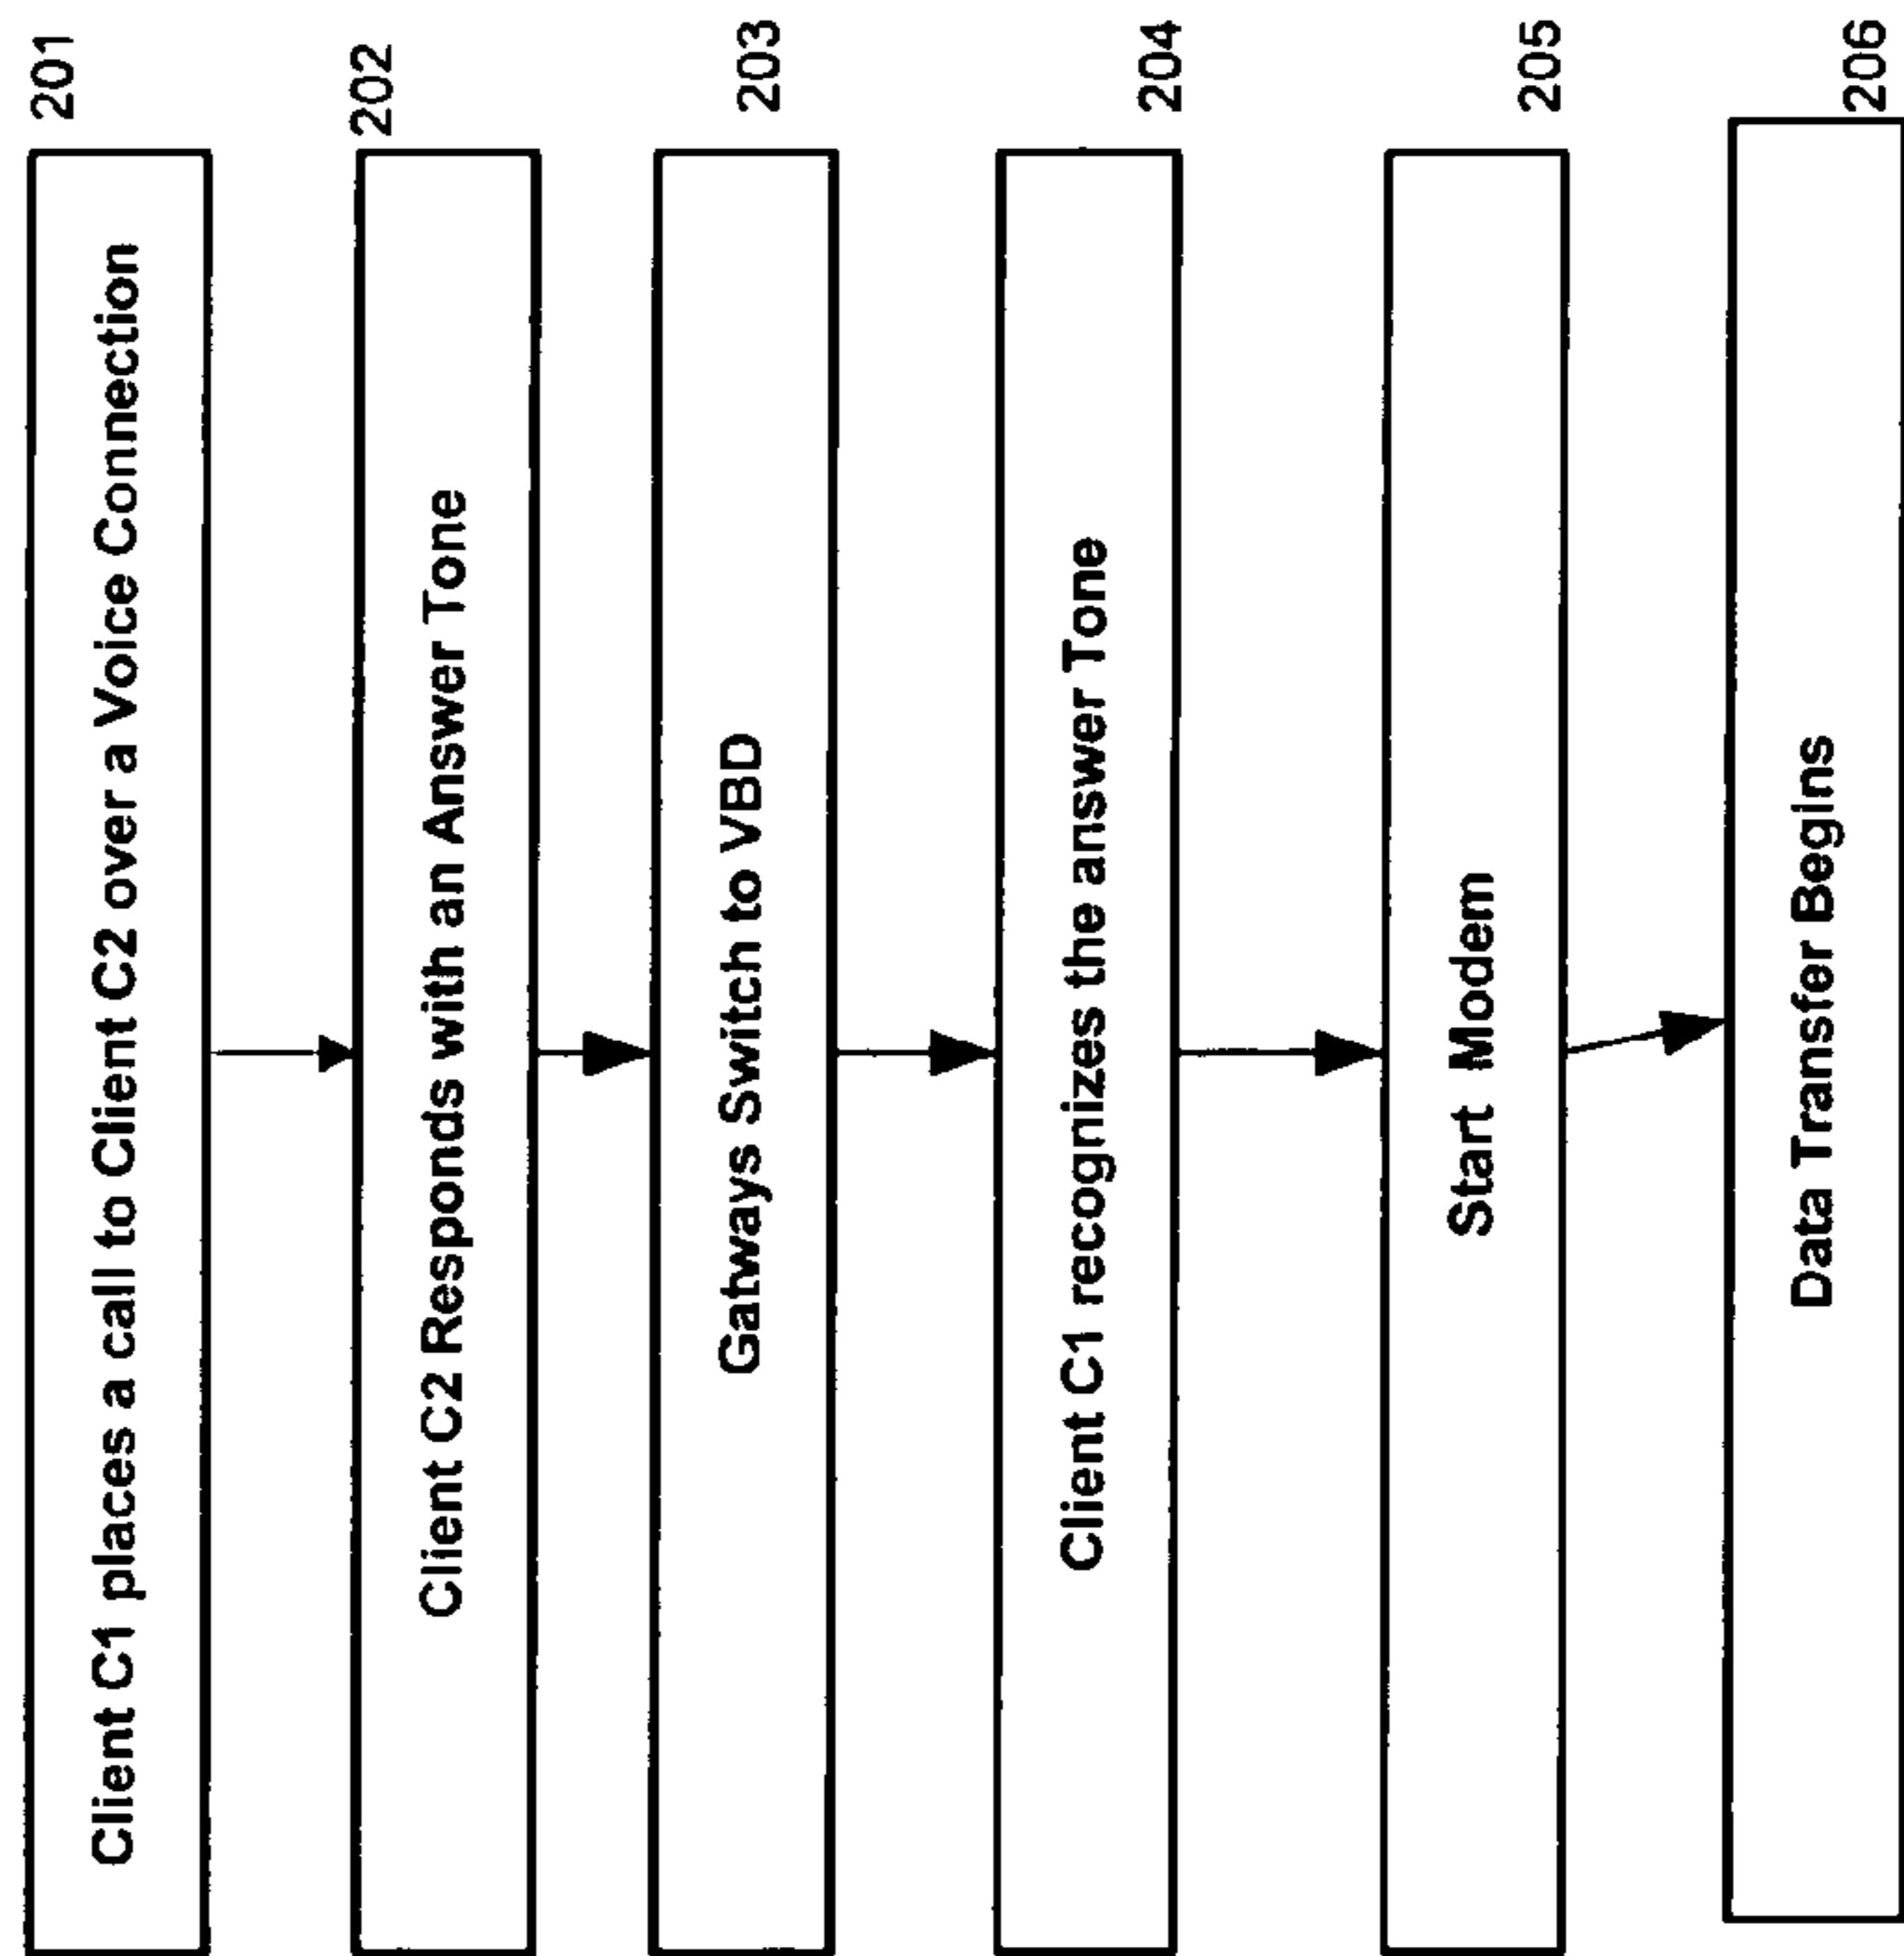 Client C1 places a call to Client C2 over a Voice Connection
201
Client C2 Responds with an Answer Tone
202
Gatways Switch to VBD
203
Client C1 recognizes the answer Tone
204
Start Modem
205
Data Transfer Begins
206